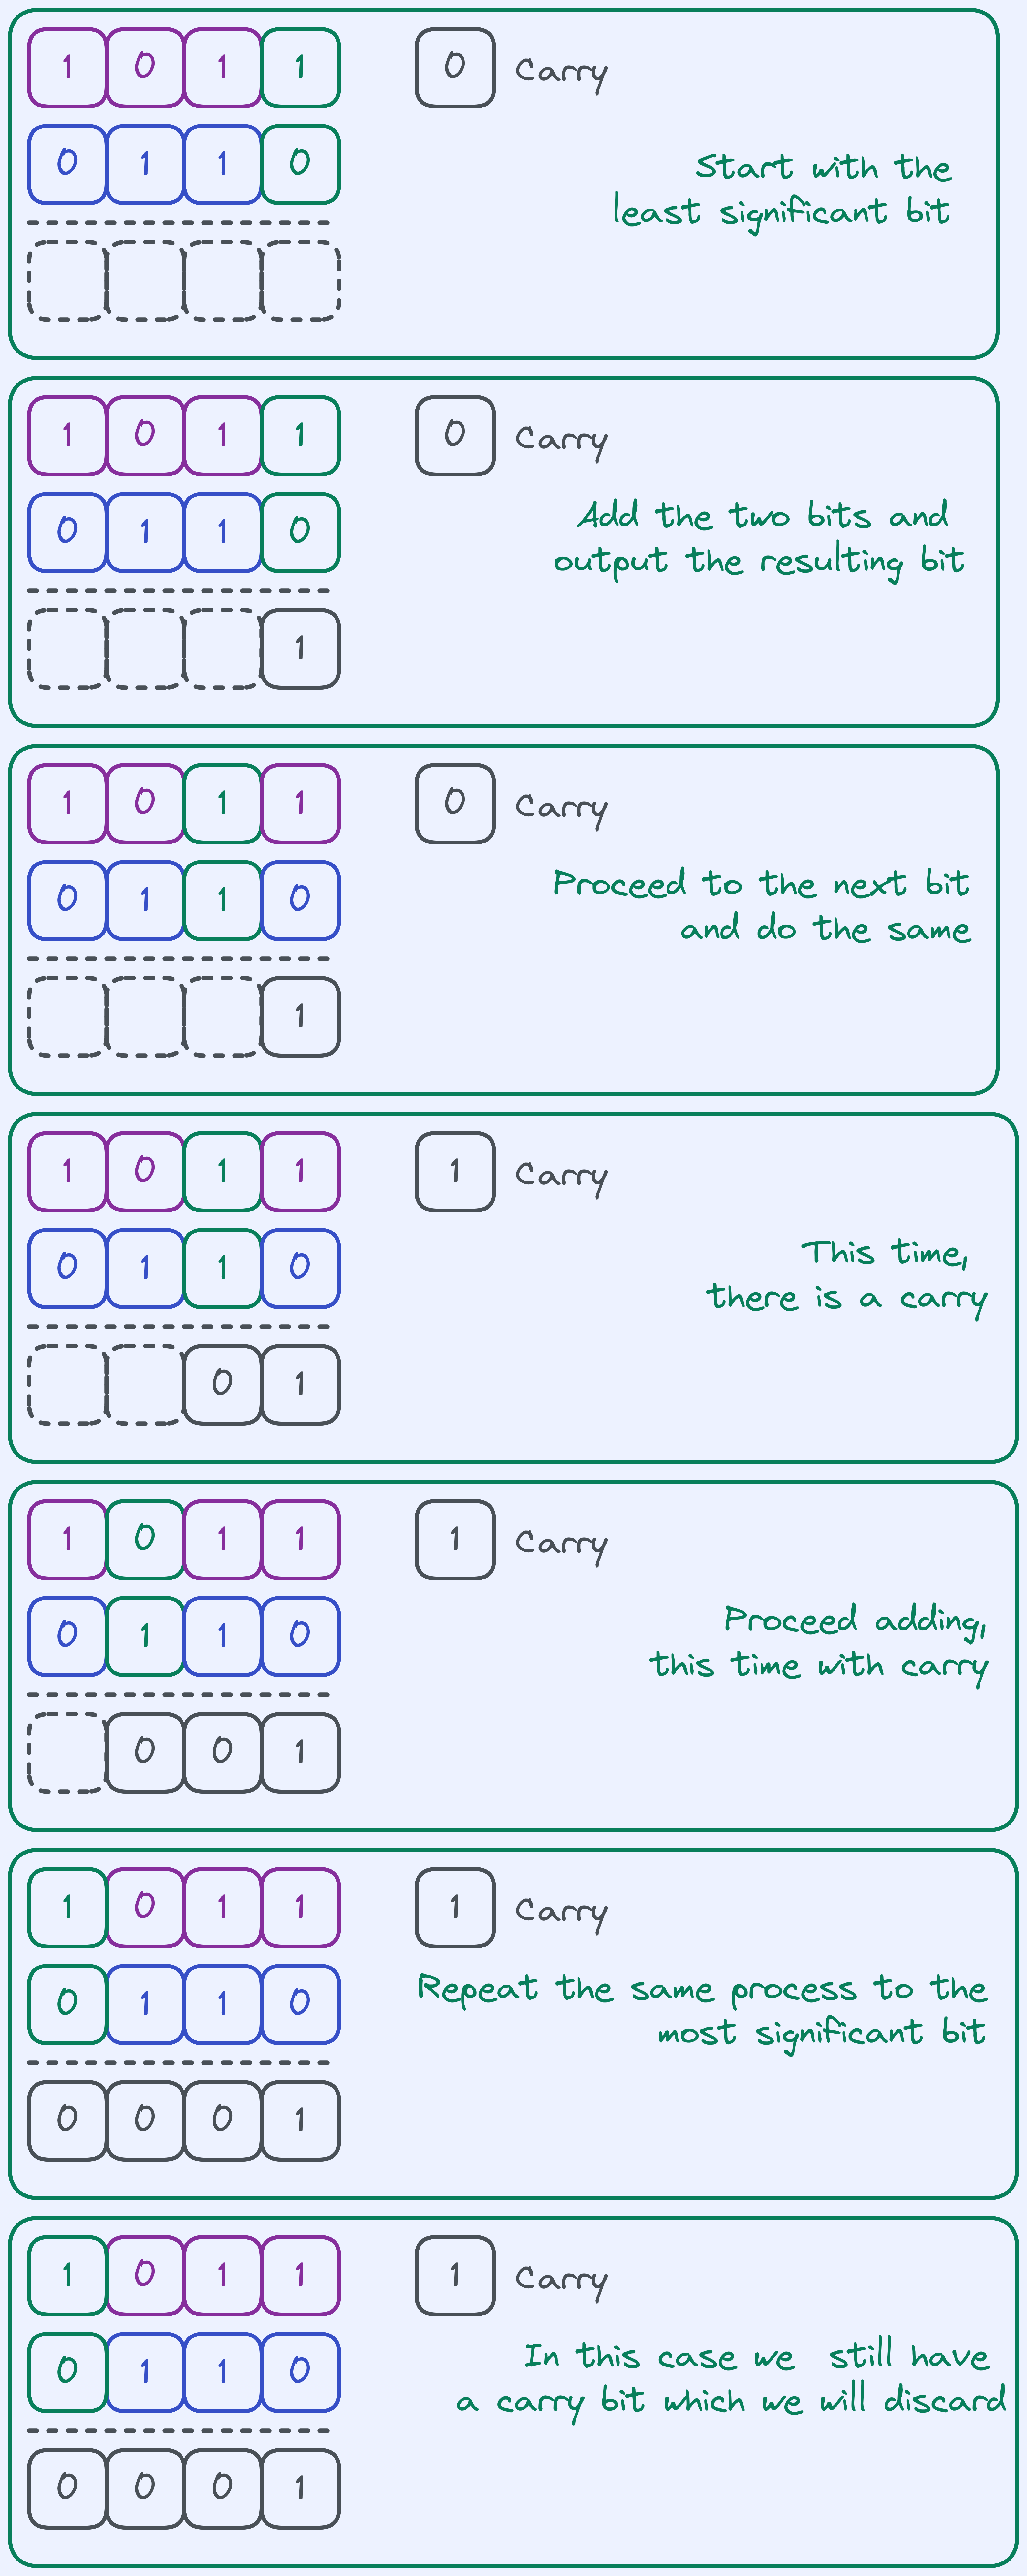 1 0 1 1 0 Carry
0 1 1 0
Start with the
least significant bit
1 0 1 1 0 Carry
0 1 1 0
Add the two bits and
output the resulting bit
1
1 0 1 1 0 Carry
0 1 1 0
Proceed to the next bit
and do the same
1
1 0 1 1 1 Carry
0 1 1 0
This time,
there is a carry
0 1
1 0 1 1 1 Carry
0 1 1 0
Proceed adding,
this time with carry
0 0 1
1 0 1 1 1 Carry
0 1 1 0
Repeat the same process to the
most significant bit
0 0 0 1
1 0 1 1 1 Carry
0 1 1 0
In this case we still have
a carry bit which we will discard
0 0 0 1